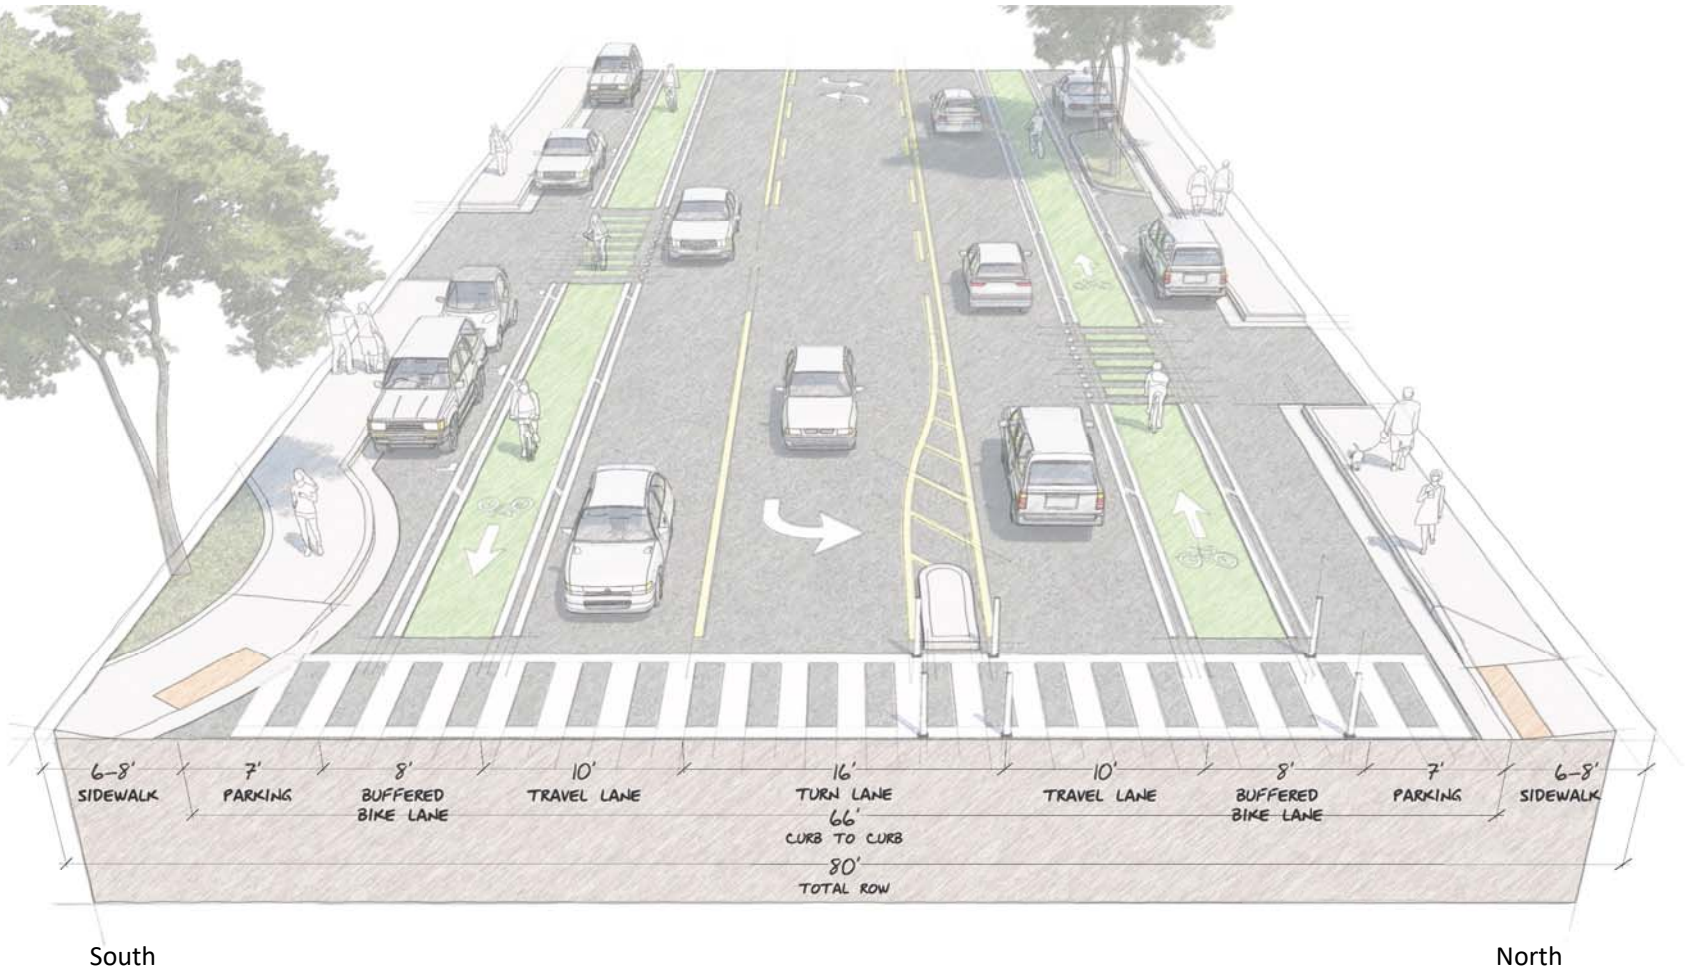 6-8' 7' 8' 10' 16' 10' 8' 7' 6-8'
SIDEWALK PARKING BUFFERED TRAVEL LANE TURN LANE TRAVEL LANE BUFFERED PARKING SIDEWALK
BIKE LANE BIKE LANE
66'
CURB TO CURB
80'
TOTAL ROW
South North